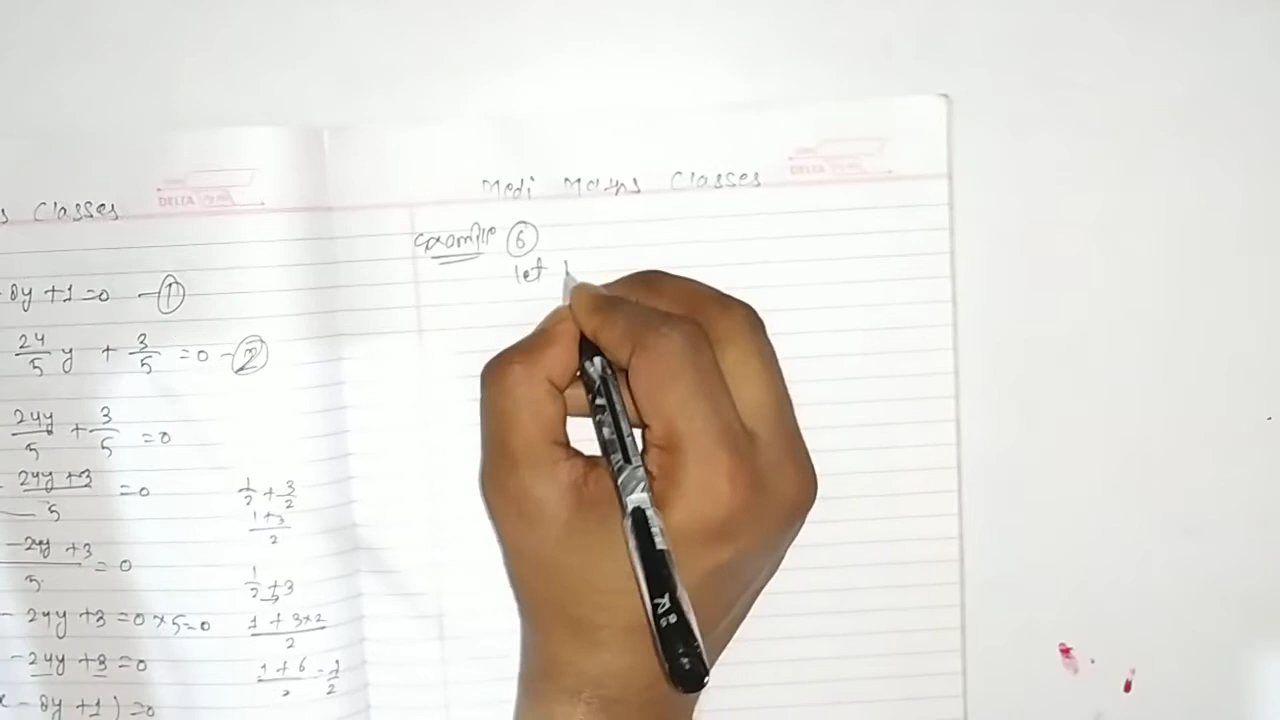 s Classes
DELTA
-8y + 1 = 0 - ①
24/5 y + 3/5 = 0 - ②
24y/5 + 3/5 = 0
- 24y + 3 / 5 = 0
- 24y + 3 / 5 = 0
- 24y + 3 = 0 × 5 = 0
- 24y + 3 = 0
- 8y + 1 ) = 0
1/2 + 3/2
1 + 3 / 2
1/2 + 3
1 + 3×2 / 2
1 + 6 / 2 = 7/2
Medi Maths Classes
DELTA
Example ⑥
let